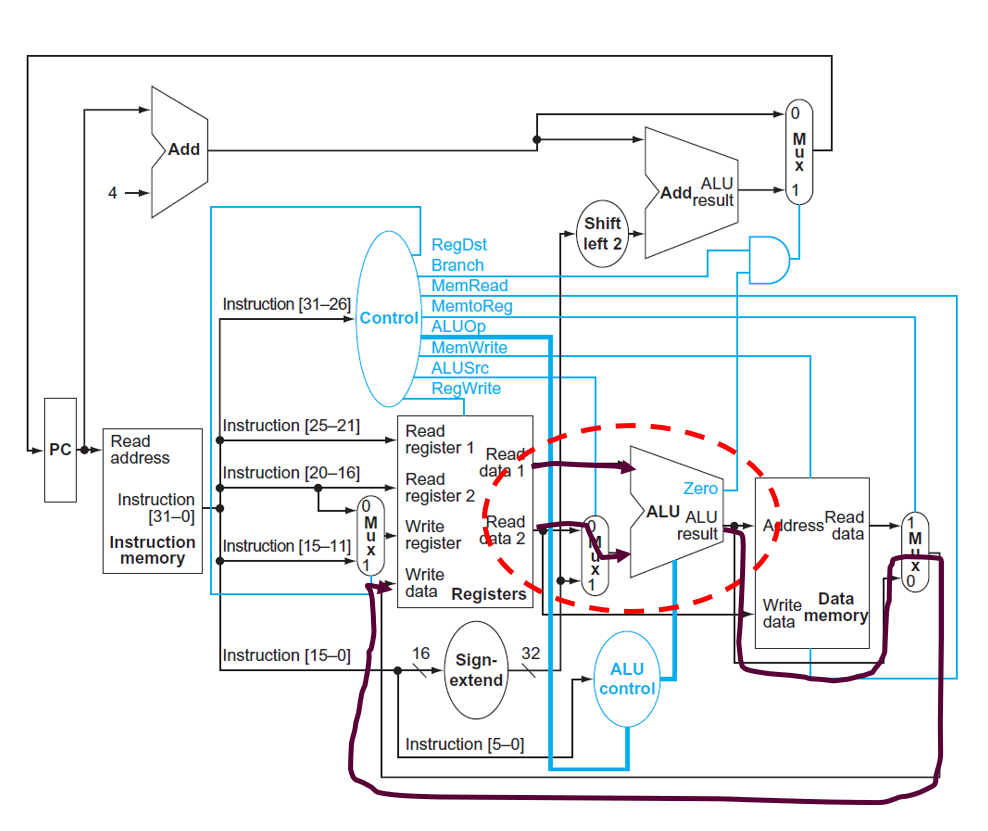 0
M
u
x
1
Add
4
Add ALU
result
Shift
left 2
RegDst
Branch
MemRead
MemtoReg
ALUOp
MemWrite
ALUSrc
RegWrite
Control
Instruction [31–26]
Instruction [25–21]
Instruction [20–16]
Instruction [15–11]
Instruction [15–0]
Instruction [5–0]
PC
Read
address
Instruction
[31–0]
Instruction
memory
0
M
u
x
1
Read
register 1
Read
register 2
Write
register
Write
data
Read
data 1
Read
data 2
Registers
0
M
u
x
1
Zero
ALU
ALU
result
Address
Read
data
Write
data
Data
memory
1
M
u
x
0
16
Sign-
extend
32
ALU
control